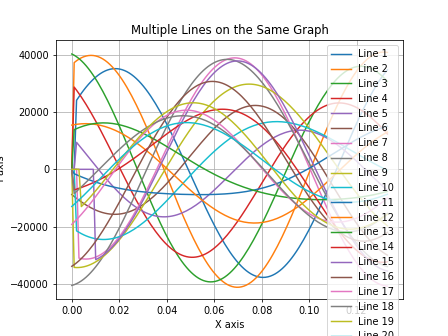 Multiple Lines on the Same Graph
40000
20000
0
−20000
−40000
0.00
0.02
0.04
0.06
0.08
0.10
X axis
Line 1
Line 2
Line 3
Line 4
Line 5
Line 6
Line 7
Line 8
Line 9
Line 10
Line 11
Line 12
Line 13
Line 14
Line 15
Line 16
Line 17
Line 18
Line 19
Line 20